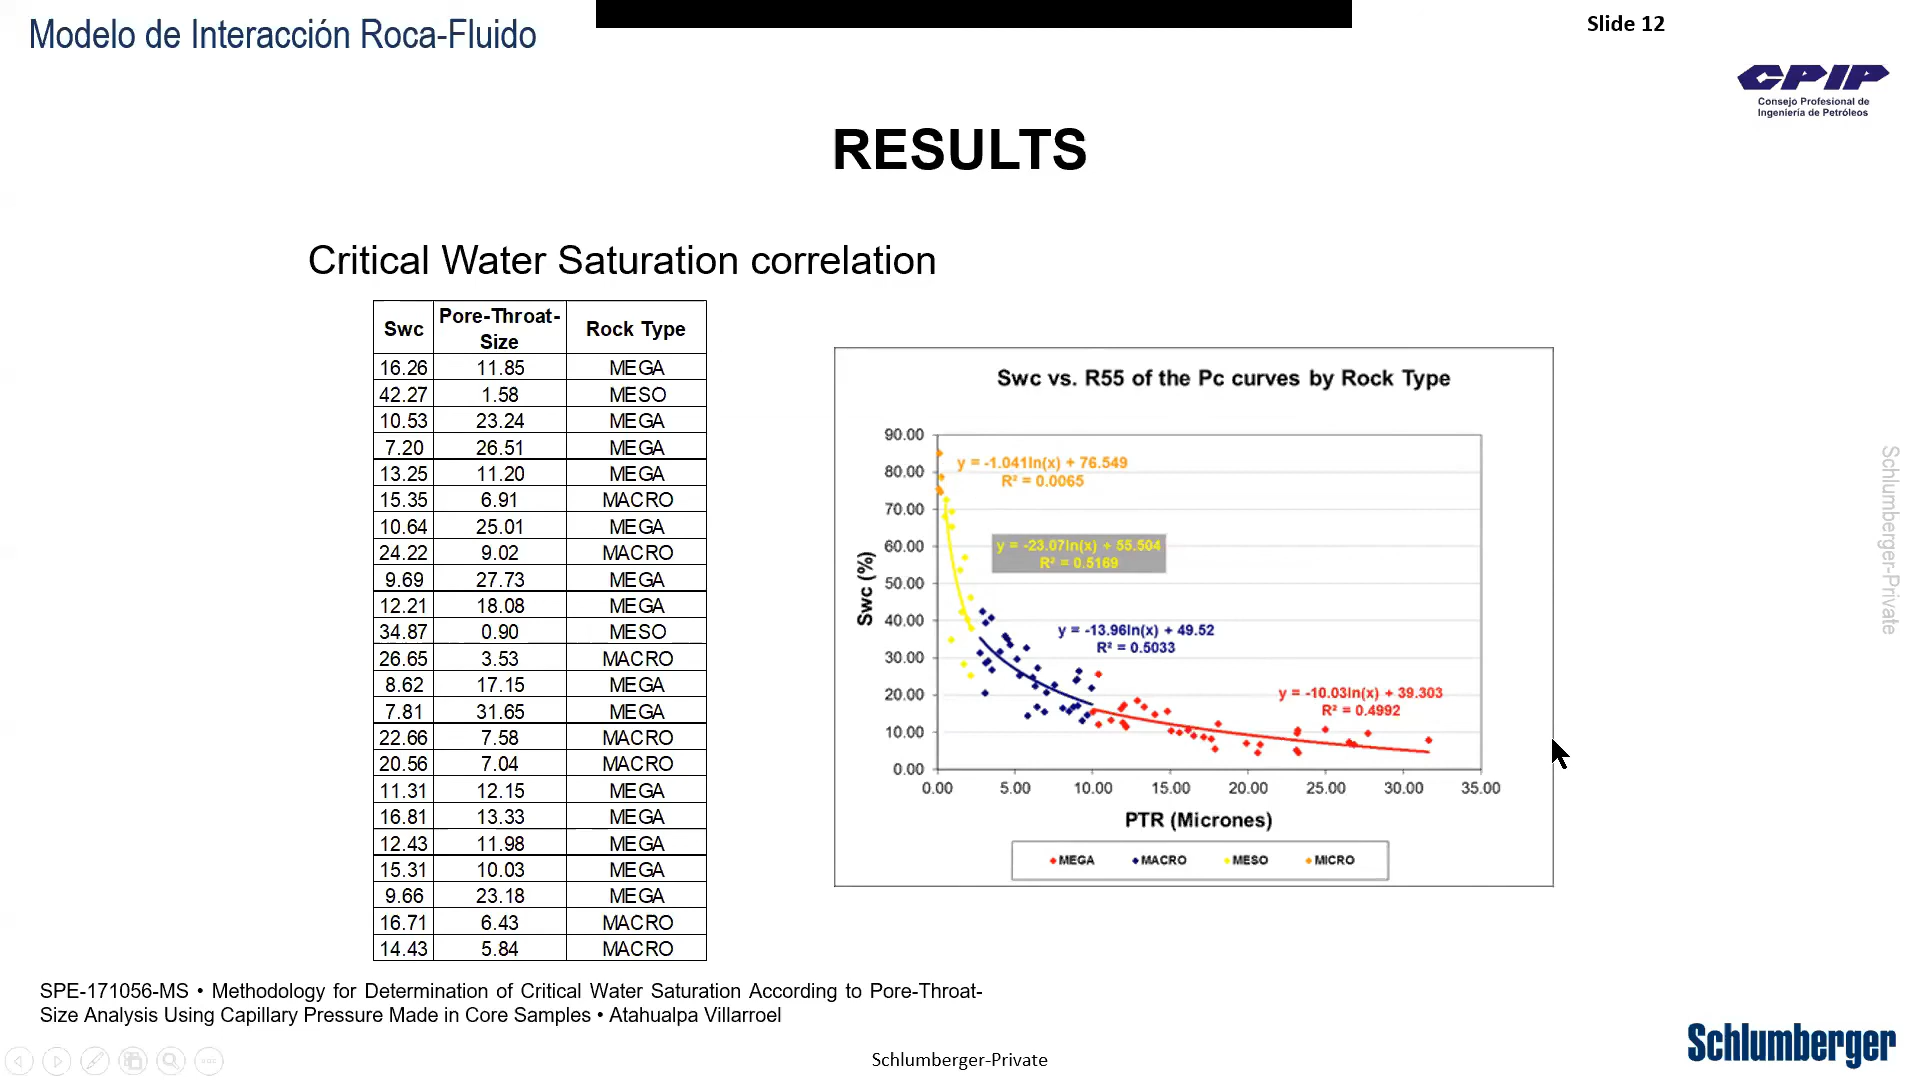 Modelo de Interacción Roca-Fluido
Slide 12
CPIP
Consejo Profesional de
Ingeniería de Petróleos
RESULTS
Critical Water Saturation correlation
Swc Pore-Throat-Size Rock Type
16.26 11.85 MEGA
42.27 1.58 MESO
10.53 23.24 MEGA
7.20 26.51 MEGA
13.25 11.20 MEGA
15.35 6.91 MACRO
10.64 25.01 MEGA
24.22 9.02 MACRO
9.69 27.73 MEGA
12.21 18.08 MEGA
34.87 0.90 MESO
26.65 3.53 MACRO
8.62 17.15 MEGA
7.81 31.65 MEGA
22.66 7.58 MACRO
20.56 7.04 MACRO
11.31 12.15 MEGA
16.81 13.33 MEGA
12.43 11.98 MEGA
15.31 10.03 MEGA
9.66 23.18 MEGA
16.71 6.43 MACRO
14.43 5.84 MACRO
Swc vs. R55 of the Pc curves by Rock Type
90.00
80.00
70.00
60.00
50.00
40.00
30.00
20.00
10.00
0.00
Swc (%)
y = -1.041ln(x) + 76.549
R² = 0.0065
y = -23.07ln(x) + 55.504
R² = 0.5169
y = -13.96ln(x) + 49.52
R² = 0.5033
y = -10.03ln(x) + 39.303
R² = 0.4992
0.00 5.00 10.00 15.00 20.00 25.00 30.00 35.00
PTR (Micrones)
MEGA MACRO MESO MICRO
Schlumberger-Private
SPE-171056-MS • Methodology for Determination of Critical Water Saturation According to Pore-Throat-
Size Analysis Using Capillary Pressure Made in Core Samples • Atahualpa Villarroel
Schlumberger-Private
Schlumberger